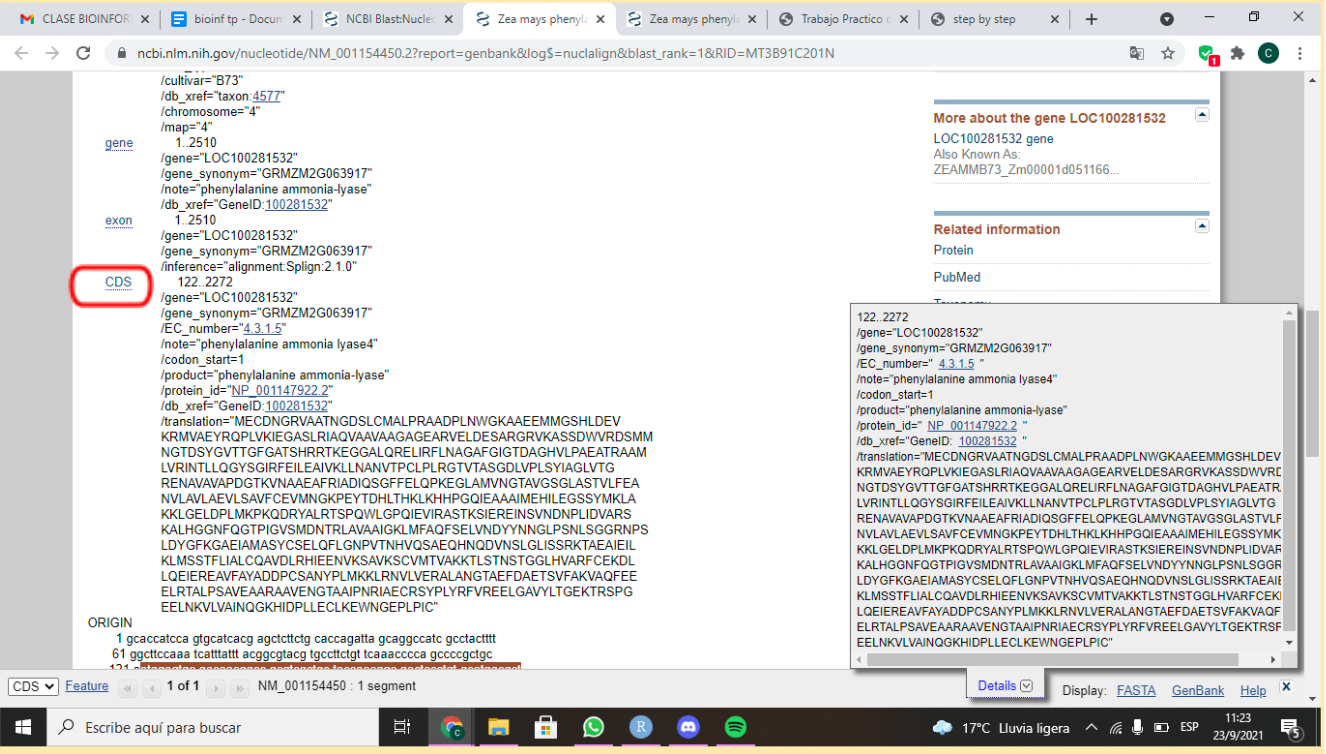 CLASE BIOINFOR
bioinf tp - Docum
NCBI Blast:Nucleo
Zea mays phenyla
Zea mays phenyla
Trabajo Practico c
step by step
ncbi.nlm.nih.gov/nucleotide/NM_001154450.2?report=genbank&log$=nuclalign&blast_rank=1&RID=MT3B91C201N
1
C
/cultivar="B73"
/db_xref="taxon:4577"
/chromosome="4"
/map="4"
gene 1..2510
/gene="LOC100281532"
/gene_synonym="GRMZM2G063917"
/note="phenylalanine ammonia-lyase"
/db_xref="GeneID:100281532"
exon 1..2510
/gene="LOC100281532"
/gene_synonym="GRMZM2G063917"
/inference="alignment:Splign:2.1.0"
CDS 122..2272
/gene="LOC100281532"
/gene_synonym="GRMZM2G063917"
/EC_number="4.3.1.5"
/note="phenylalanine ammonia lyase4"
/codon_start=1
/product="phenylalanine ammonia-lyase"
/protein_id="NP_001147922.2"
/db_xref="GeneID:100281532"
/translation="MECDNGRVAATNGDSLCMALPRAADPLNWGKAAEEMMGSHLDEV
KRMVAEYRQPLVKIEGASLRIAQVAAVAAGAGEARVELDESARGRVKASSDWVRDSMM
NGTDSYGVTTGFGATSHRRTKEGGALQRELIRFLNAGAFGIGTDAGHVLPAEATRAAM
LVRINTLLQGYSGIRFEILEAIVKLLNANVTPCLPLRGTVTASGDLVPLSYIAGLVTG
RENAVAVAPDGTKVNAAEAFRIADIQSGFFELQPKEGLAMVNGTAVGSGLASTVLFEA
NVLAVLAEVLSAVFCEVMNGKPEYTDHLTHKLKHHPGQIEAAAIMEHILEGSSYMKLA
KKLGELDPLMKPKQDRYALRTSPQWLGPQIEVIRASTKSIEREINSVNDNPLIDVARS
KALHGGNFQGTPIGVSMDNTRLAVAAIGKLMFAQFSELVNDYYNNGLPSNLSGGRNPS
LDYGFKGAEIAMASYCSELQFLGNPVTNHVQSAEQHNQDVNSLGLISSRKTAEAIEIL
KLMSSTFLIALCQAVDLRHIEENVKSAVKSCVMTVAKKTLSTNSTGGLHVARFCEKDL
LQEIEREAVFAYADDPCSANYPLMKKLRNVLVERALANGTAEFDAETSVFAKVAQFEE
ELRTALPSAVEAARAAVENGTAAIPNRIAECRSYPLYRFVREELGAVYLTGEKTRSPG
EELNKVLVAINQGKHIDPLLECLKEWNGEPLPIC"
ORIGIN
1 gcaccatcca gtgcatcacg agctcttctg caccagatta gcaggccatc gcctactttt
61 ggcttccaaa tcatttattt acggcgtacg tgccttctgt tcaaacccca gccccgctgc
More about the gene LOC100281532
LOC100281532 gene
Also Known As:
ZEAMMB73_Zm00001d051166...
Related information
Protein
PubMed
Taxonomy
122..2272
/gene="LOC100281532"
/gene_synonym="GRMZM2G063917"
/EC_number=" 4.3.1.5 "
/note="phenylalanine ammonia lyase4"
/codon_start=1
/product="phenylalanine ammonia-lyase"
/protein_id=" NP_001147922.2 "
/db_xref="GeneID: 100281532 "
/translation="MECDNGRVAATNGDSLCMALPRAADPLNWGKAAEEMMGSHLDEV
KRMVAEYRQPLVKIEGASLRIAQVAAVAAGAGEARVELDESARGRVKASSDWVRD
NGTDSYGVTTGFGATSHRRTKEGGALQRELIRFLNAGAFGIGTDAGHVLPAEATR
LVRINTLLQGYSGIRFEILEAIVKLLNANVTPCLPLRGTVTASGDLVPLSYIAGLVTG
RENAVAVAPDGTKVNAAEAFRIADIQSGFFELQPKEGLAMVNGTAVGSGLASTVLF
NVLAVLAEVLSAVFCEVMNGKPEYTDHLTHKLKHHPGQIEAAAIMEHILEGSSYMK
KKLGELDPLMKPKQDRYALRTSPQWLGPQIEVIRASTKSIEREINSVNDNPLIDVAR
KALHGGNFQGTPIGVSMDNTRLAVAAIGKLMFAQFSELVNDYYNNGLPSNLSGGR
LDYGFKGAEIAMASYCSELQFLGNPVTNHVQSAEQHNQDVNSLGLISSRKTAEAIE
KLMSSTFLIALCQAVDLRHIEENVKSAVKSCVMTVAKKTLSTNSTGGLHVARFCEK
LQEIEREAVFAYADDPCSANYPLMKKLRNVLVERALANGTAEFDAETSVFAKVAQF
ELRTALPSAVEAARAAVENGTAAIPNRIAECRSYPLYRFVREELGAVYLTGEKTRSP
EELNKVLVAINQGKHIDPLLECLKEWNGEPLPIC"
CDS Feature 1 of 1 NM_001154450 : 1 segment
Details
Display: FASTA GenBank Help X
Escribe aquí para buscar
17°C Lluvia ligera
ESP
11:23
23/9/2021
5